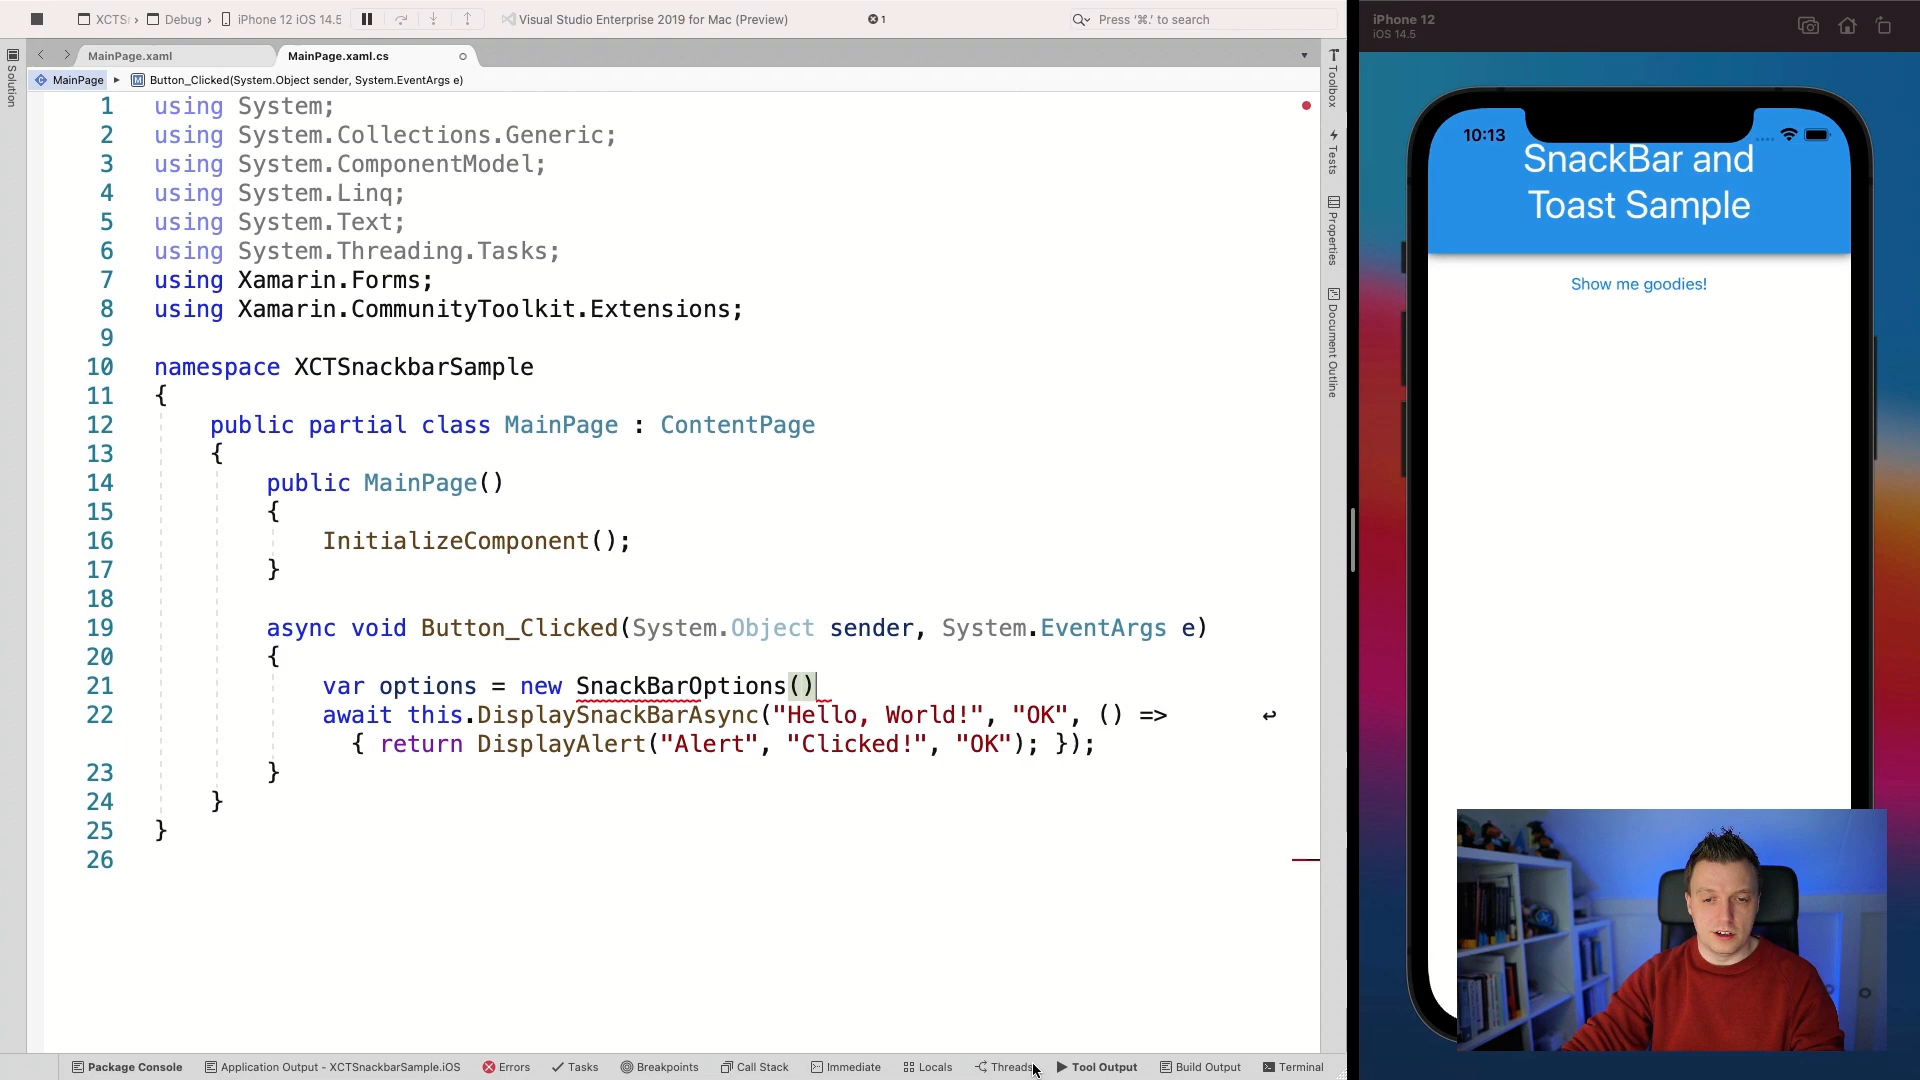 XCTS › Debug › iPhone 12 iOS 14.5
Visual Studio Enterprise 2019 for Mac (Preview)
1
Press '⌘.' to search
iPhone 12
iOS 14.5
MainPage.xaml
MainPage.xaml.cs
MainPage ▸ Button_Clicked(System.Object sender, System.EventArgs e)
Solution
Toolbox
Tests
Properties
Document Outline
1 using System;
2 using System.Collections.Generic;
3 using System.ComponentModel;
4 using System.Linq;
5 using System.Text;
6 using System.Threading.Tasks;
7 using Xamarin.Forms;
8 using Xamarin.CommunityToolkit.Extensions;
9
10 namespace XCTSnackbarSample
11 {
12 public partial class MainPage : ContentPage
13 {
14 public MainPage()
15 {
16 InitializeComponent();
17 }
18
19 async void Button_Clicked(System.Object sender, System.EventArgs e)
20 {
21 var options = new SnackBarOptions()
22 await this.DisplaySnackBarAsync("Hello, World!", "OK", () =>
{ return DisplayAlert("Alert", "Clicked!", "OK"); });
23 }
24 }
25 }
26
10:13
SnackBar and
Toast Sample
Show me goodies!
Package Console
Application Output - XCTSnackbarSample.iOS
Errors
Tasks
Breakpoints
Call Stack
Immediate
Locals
Threads
Tool Output
Build Output
Terminal